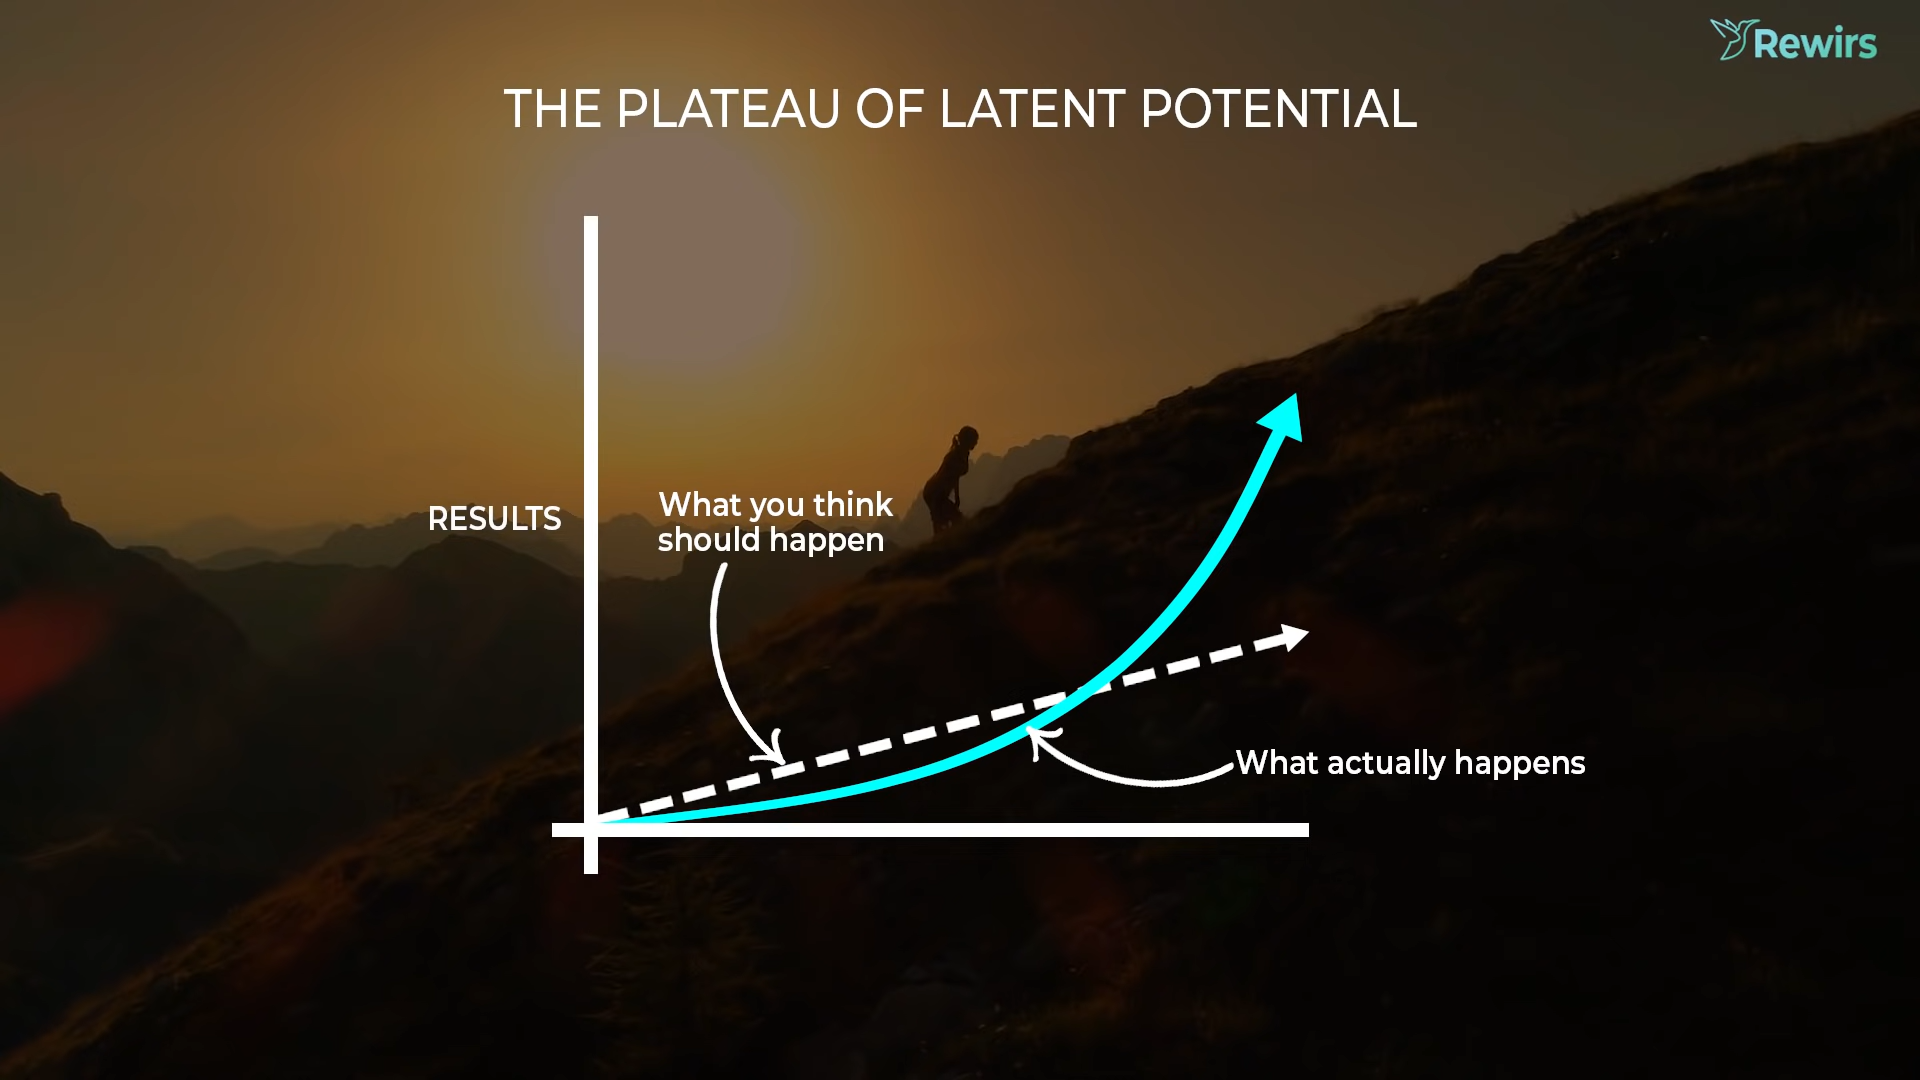 Rewirs
THE PLATEAU OF LATENT POTENTIAL
RESULTS
What you think
should happen
What actually happens